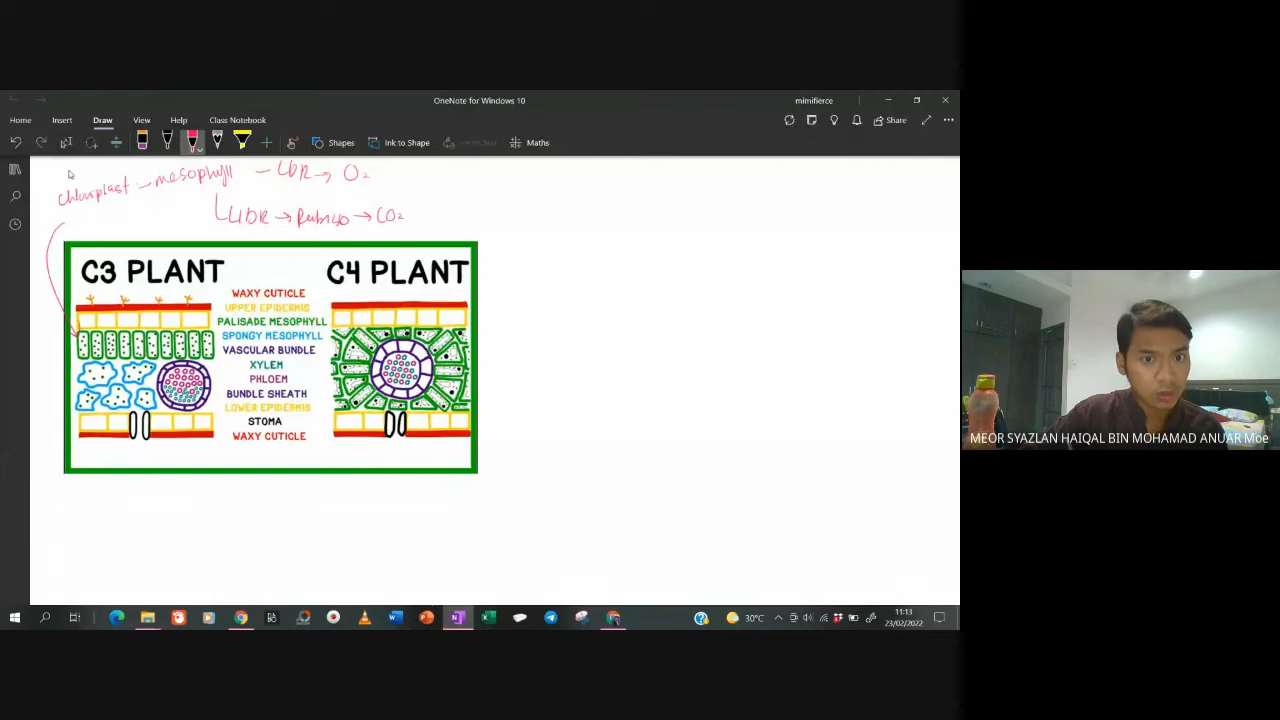 OneNote for Windows 10
mimifierce
Home Insert Draw View Help Class Notebook
Share
Shapes Ink to Shape Ink to Text Maths
chloroplast - mesophyll - LDR → O2
LIDR → Rubisco → CO2
C3 PLANT
C4 PLANT
WAXY CUTICLE
UPPER EPIDERMIS
PALISADE MESOPHYLL
SPONGY MESOPHYLL
VASCULAR BUNDLE
XYLEM
PHLOEM
BUNDLE SHEATH
LOWER EPIDERMIS
STOMA
WAXY CUTICLE
MEOR SYAZLAN HAIQAL BIN MOHAMAD ANUAR Moe
30°C
11:13
23/02/2022